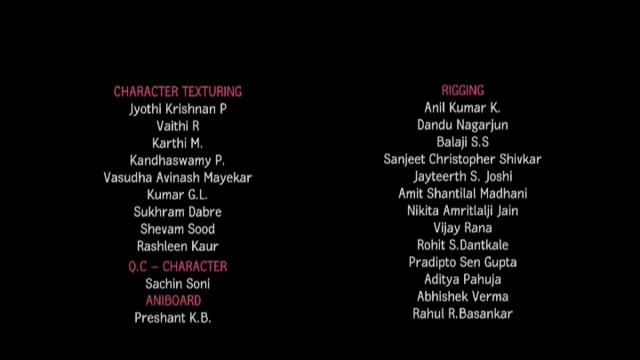 CHARACTER TEXTURING
Jyothi Krishnan P
Vaithi R
Karthi M.
Kandhaswamy P.
Vasudha Avinash Mayekar
Kumar G.L.
Sukhram Dabre
Shevam Sood
Rashleen Kaur
Q.C – CHARACTER
Sachin Soni
ANIBOARD
Preshant K.B.
RIGGING
Anil Kumar K.
Dandu Nagarjun
Balaji S.S
Sanjeet Christopher Shivkar
Jayteerth S. Joshi
Amit Shantilal Madhani
Nikita Amritlalji Jain
Vijay Rana
Rohit S.Dantkale
Pradipto Sen Gupta
Aditya Pahuja
Abhishek Verma
Rahul R.Basankar